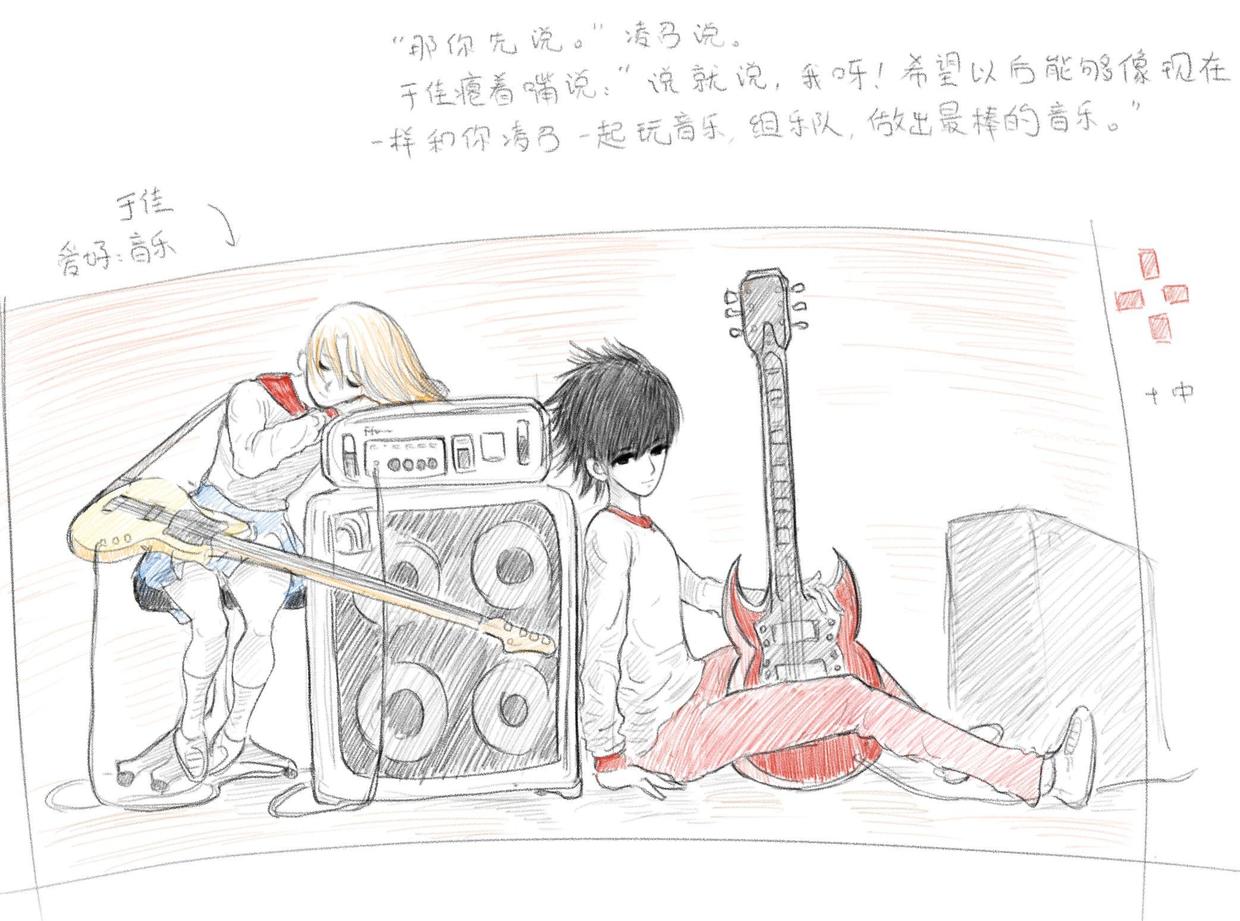 “那你先说。”凌乃说。
于佳瘪着嘴说：“说就说，我呀！希望以后能够像现在
一样和你凌乃一起玩音乐，组乐队，做出最棒的音乐。”
于佳
爱好：音乐
十中